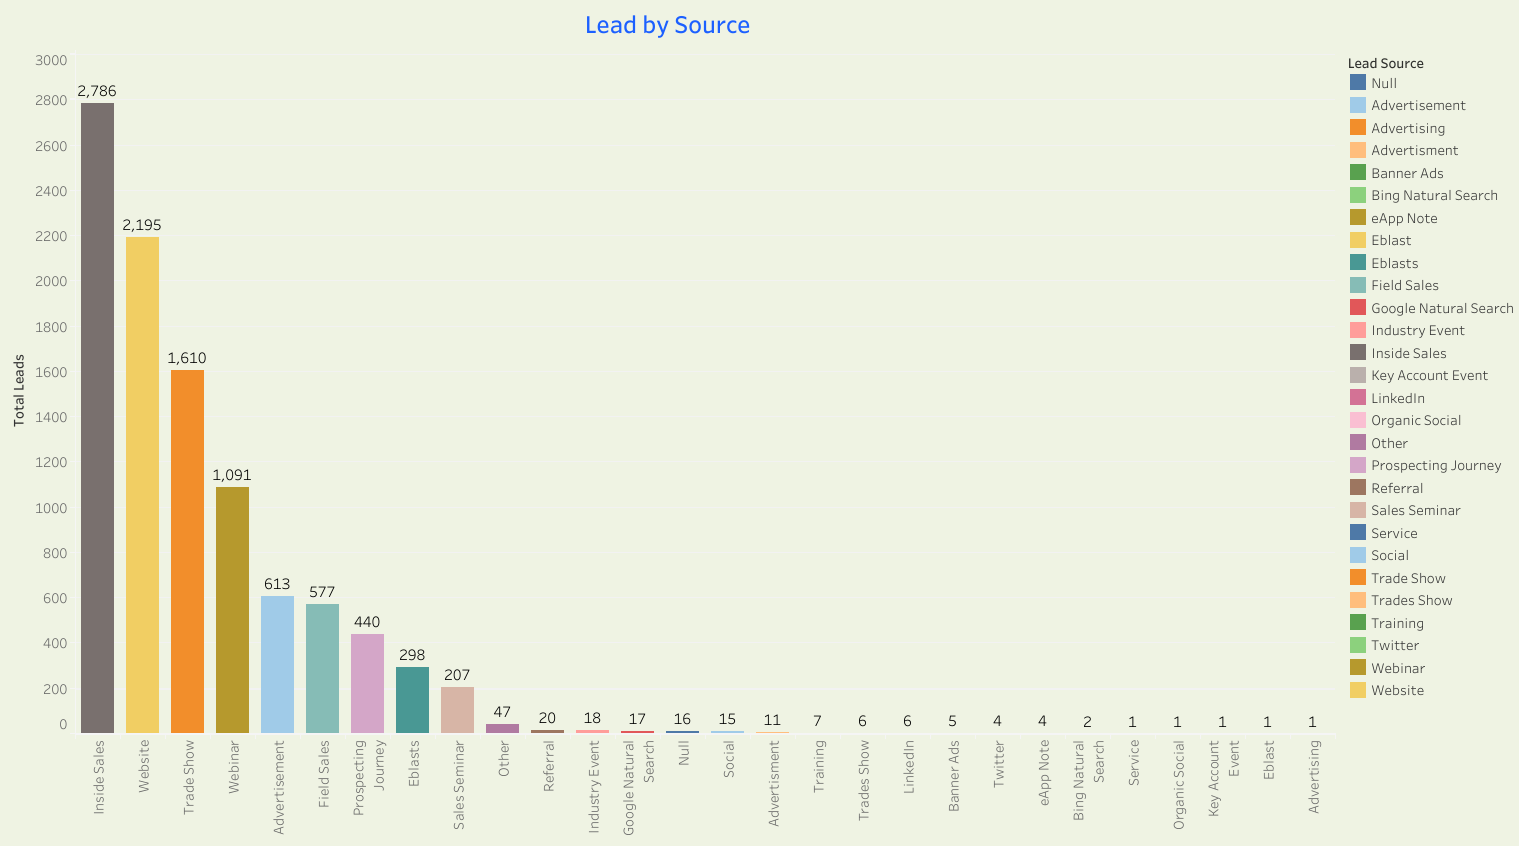 Lead by Source
3000
2800
2600
2400
2200
2000
1800
1600
1400
1200
1000
800
600
400
200
0
Total Leads
2,786
2,195
1,610
1,091
613
577
440
298
207
47
20
18
17
16
15
11
7
6
6
5
4
4
2
1
1
1
1
1
Inside Sales
Website
Trade Show
Webinar
Advertisement
Field Sales
Prospecting
Journey
Eblasts
Sales Seminar
Other
Referral
Industry Event
Google Natural
Search
Null
Social
Advertisment
Training
Trades Show
LinkedIn
Banner Ads
Twitter
eApp Note
Bing Natural
Search
Service
Organic Social
Key Account
Event
Eblast
Advertising
Lead Source
Null
Advertisement
Advertising
Advertisment
Banner Ads
Bing Natural Search
eApp Note
Eblast
Eblasts
Field Sales
Google Natural Search
Industry Event
Inside Sales
Key Account Event
LinkedIn
Organic Social
Other
Prospecting Journey
Referral
Sales Seminar
Service
Social
Trade Show
Trades Show
Training
Twitter
Webinar
Website